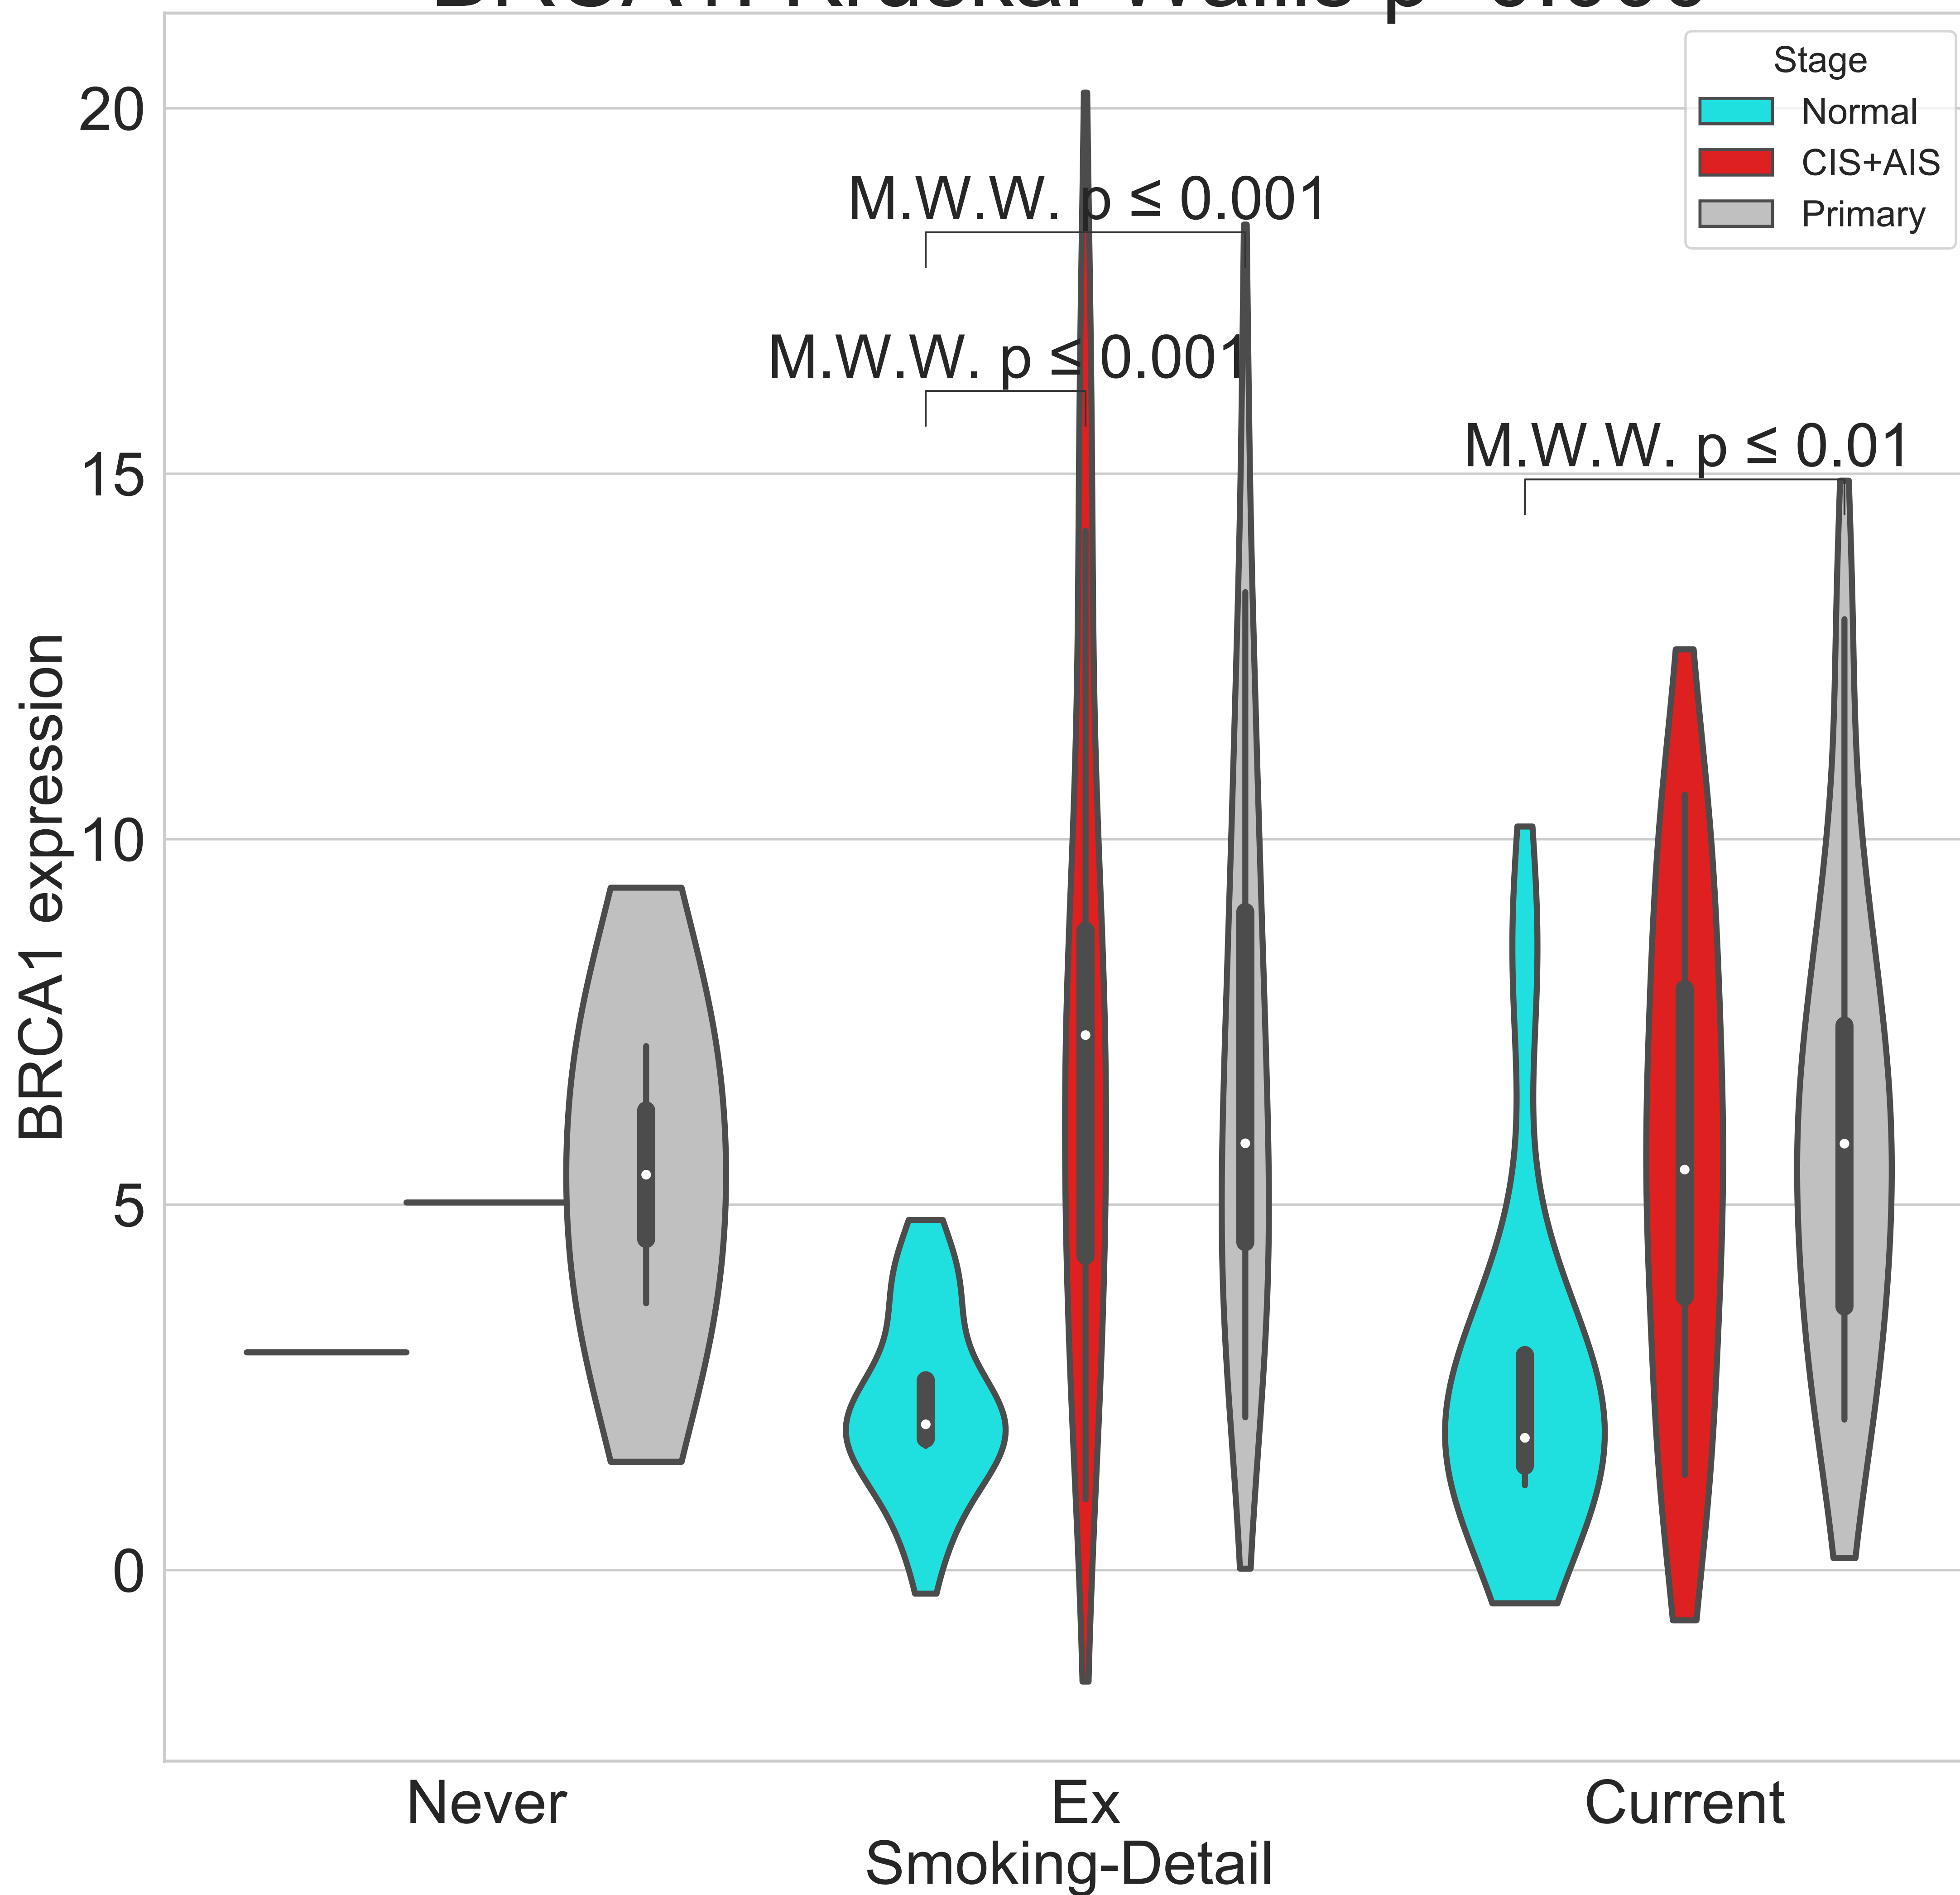 Stage
Normal
CIS+AIS
Primary
M.W.W. p ≤ 0.001
M.W.W. p ≤ 0.001
M.W.W. p ≤ 0.01
20
15
10
5
0
BRCA1 expression
Never
Ex
Current
Smoking-Detail